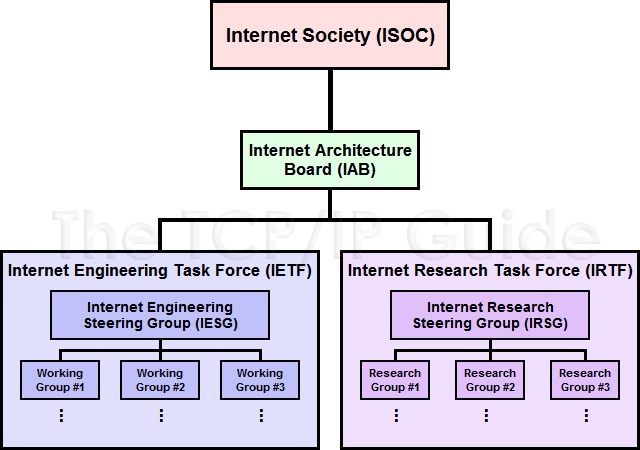 Internet Society (ISOC)
Internet Architecture
Board (IAB)
The TCP/IP Guide
Internet Engineering Task Force (IETF)
Internet Engineering
Steering Group (IESG)
Working
Group #1
Working
Group #2
Working
Group #3
Internet Research Task Force (IRTF)
Internet Research
Steering Group (IRSG)
Research
Group #1
Research
Group #2
Research
Group #3